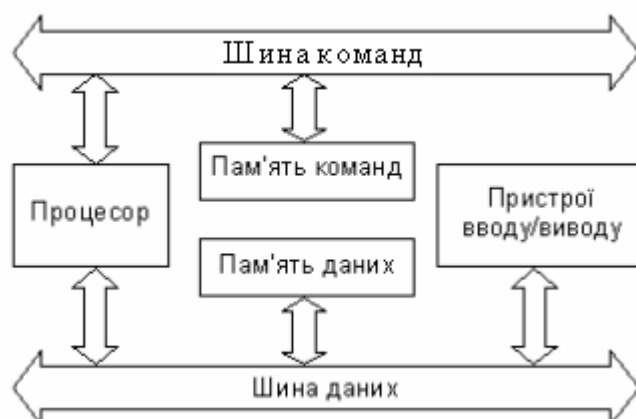 Шина команд
Пам'ять команд
Процесор
Пристрої
вводу/виводу
Пам'ять даних
Шина даних